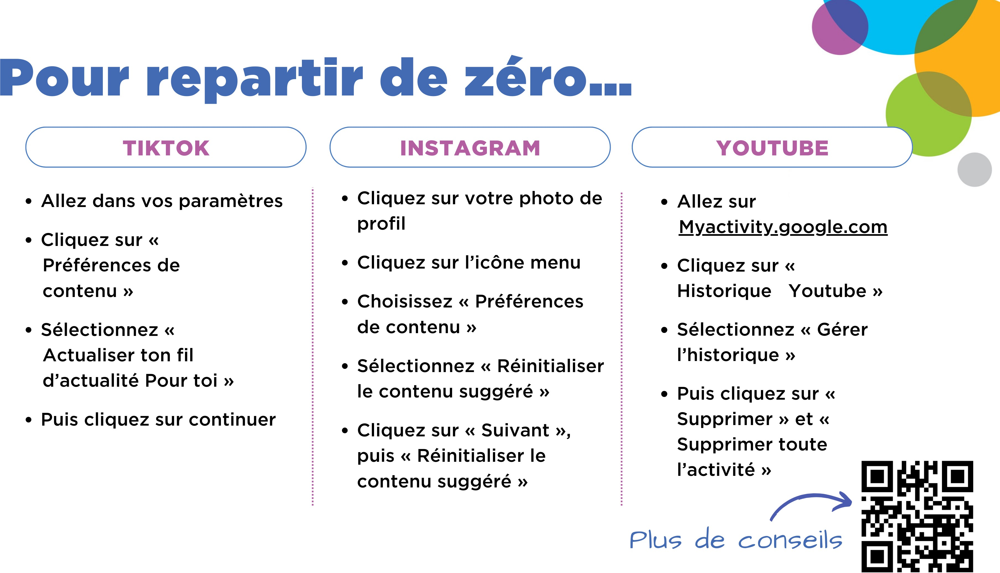 Pour repartir de zéro...
TIKTOK
• Allez dans vos paramètres
• Cliquez sur «
Préférences de
contenu »
• Sélectionnez «
Actualiser ton fil
d’actualité Pour toi »
• Puis cliquez sur continuer
INSTAGRAM
• Cliquez sur votre photo de
profil
• Cliquez sur l’icône menu
• Choisissez « Préférences
de contenu »
• Sélectionnez « Réinitialiser
le contenu suggéré »
• Cliquez sur « Suivant »,
puis « Réinitialiser le
contenu suggéré »
YOUTUBE
• Allez sur
Myactivity.google.com
• Cliquez sur «
Historique Youtube »
• Sélectionnez « Gérer
l’historique »
• Puis cliquez sur «
Supprimer » et «
Supprimer toute
l’activité »
Plus de conseils